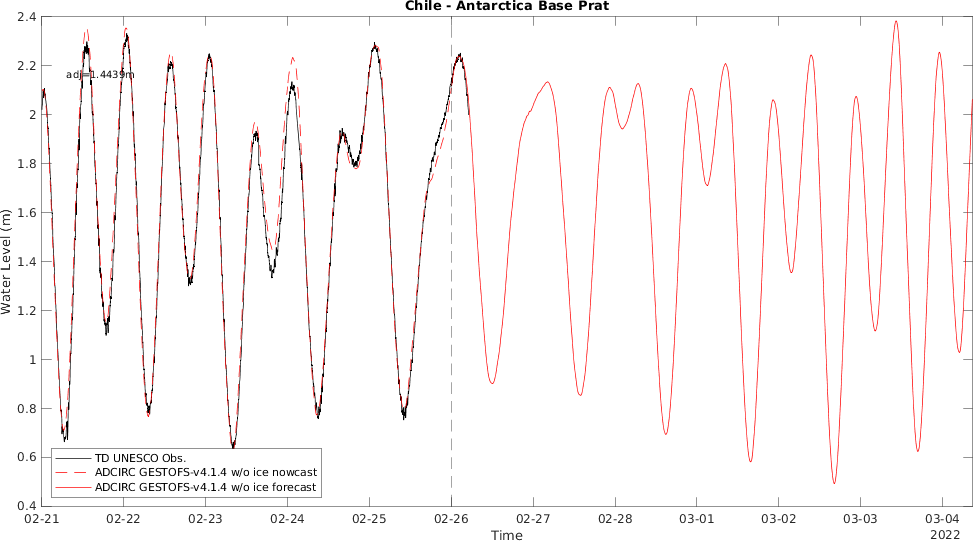 Chile - Antarctica Base Prat
2.4
2.2
2
1.8
1.6
1.4
1.2
1
0.8
0.6
0.4
Water Level (m)
adj=1.4439m
TD UNESCO Obs.
ADCIRC GESTOFS-v4.1.4 w/o ice nowcast
ADCIRC GESTOFS-v4.1.4 w/o ice forecast
02-21 02-22 02-23 02-24 02-25 02-26 02-27 02-28 03-01 03-02 03-03 03-04
2022
Time